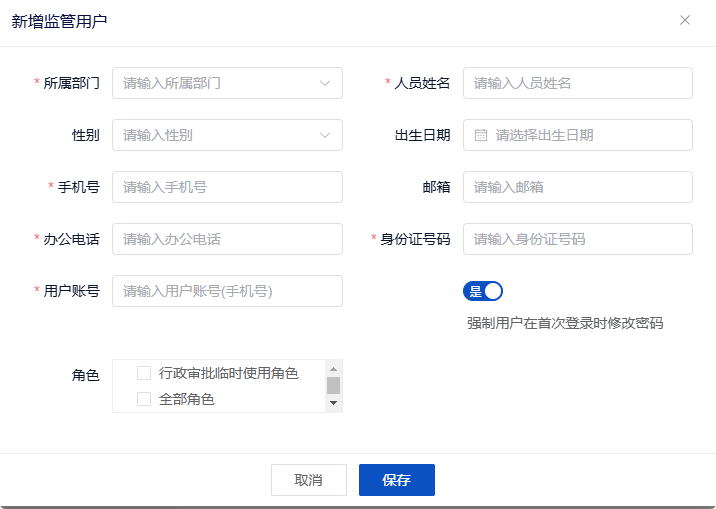 新增监管用户
* 所属部门 请输入所属部门
* 人员姓名 请输入人员姓名
性别 请输入性别
出生日期 请选择出生日期
* 手机号 请输入手机号
邮箱 请输入邮箱
* 办公电话 请输入办公电话
* 身份证号码 请输入身份证号码
* 用户账号 请输入用户账号(手机号)
是
强制用户在首次登录时修改密码
角色
行政审批临时使用角色
全部角色
取消
保存